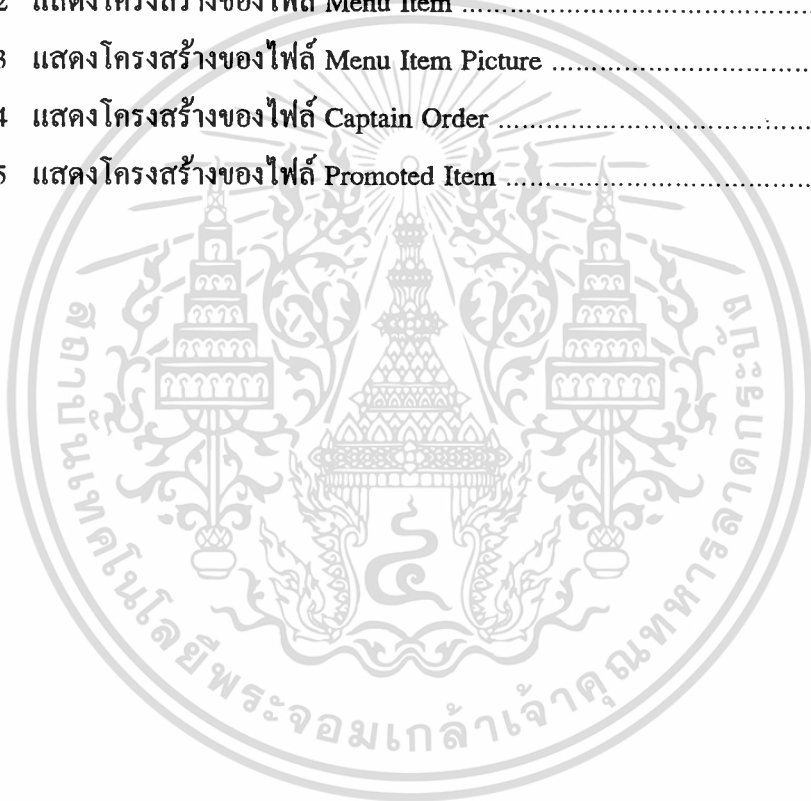 2 แสดงโครงสร้างของไฟล์ Menu Item ........................................................
3 แสดงโครงสร้างของไฟล์ Menu Item Picture ...........................................
4 แสดงโครงสร้างของไฟล์ Captain Order ....................................................
5 แสดงโครงสร้างของไฟล์ Promoted Item ...................................................
สถาบันเทคโนโลยีพระจอมเกล้าเจ้าคุณทหารลาดกระบัง